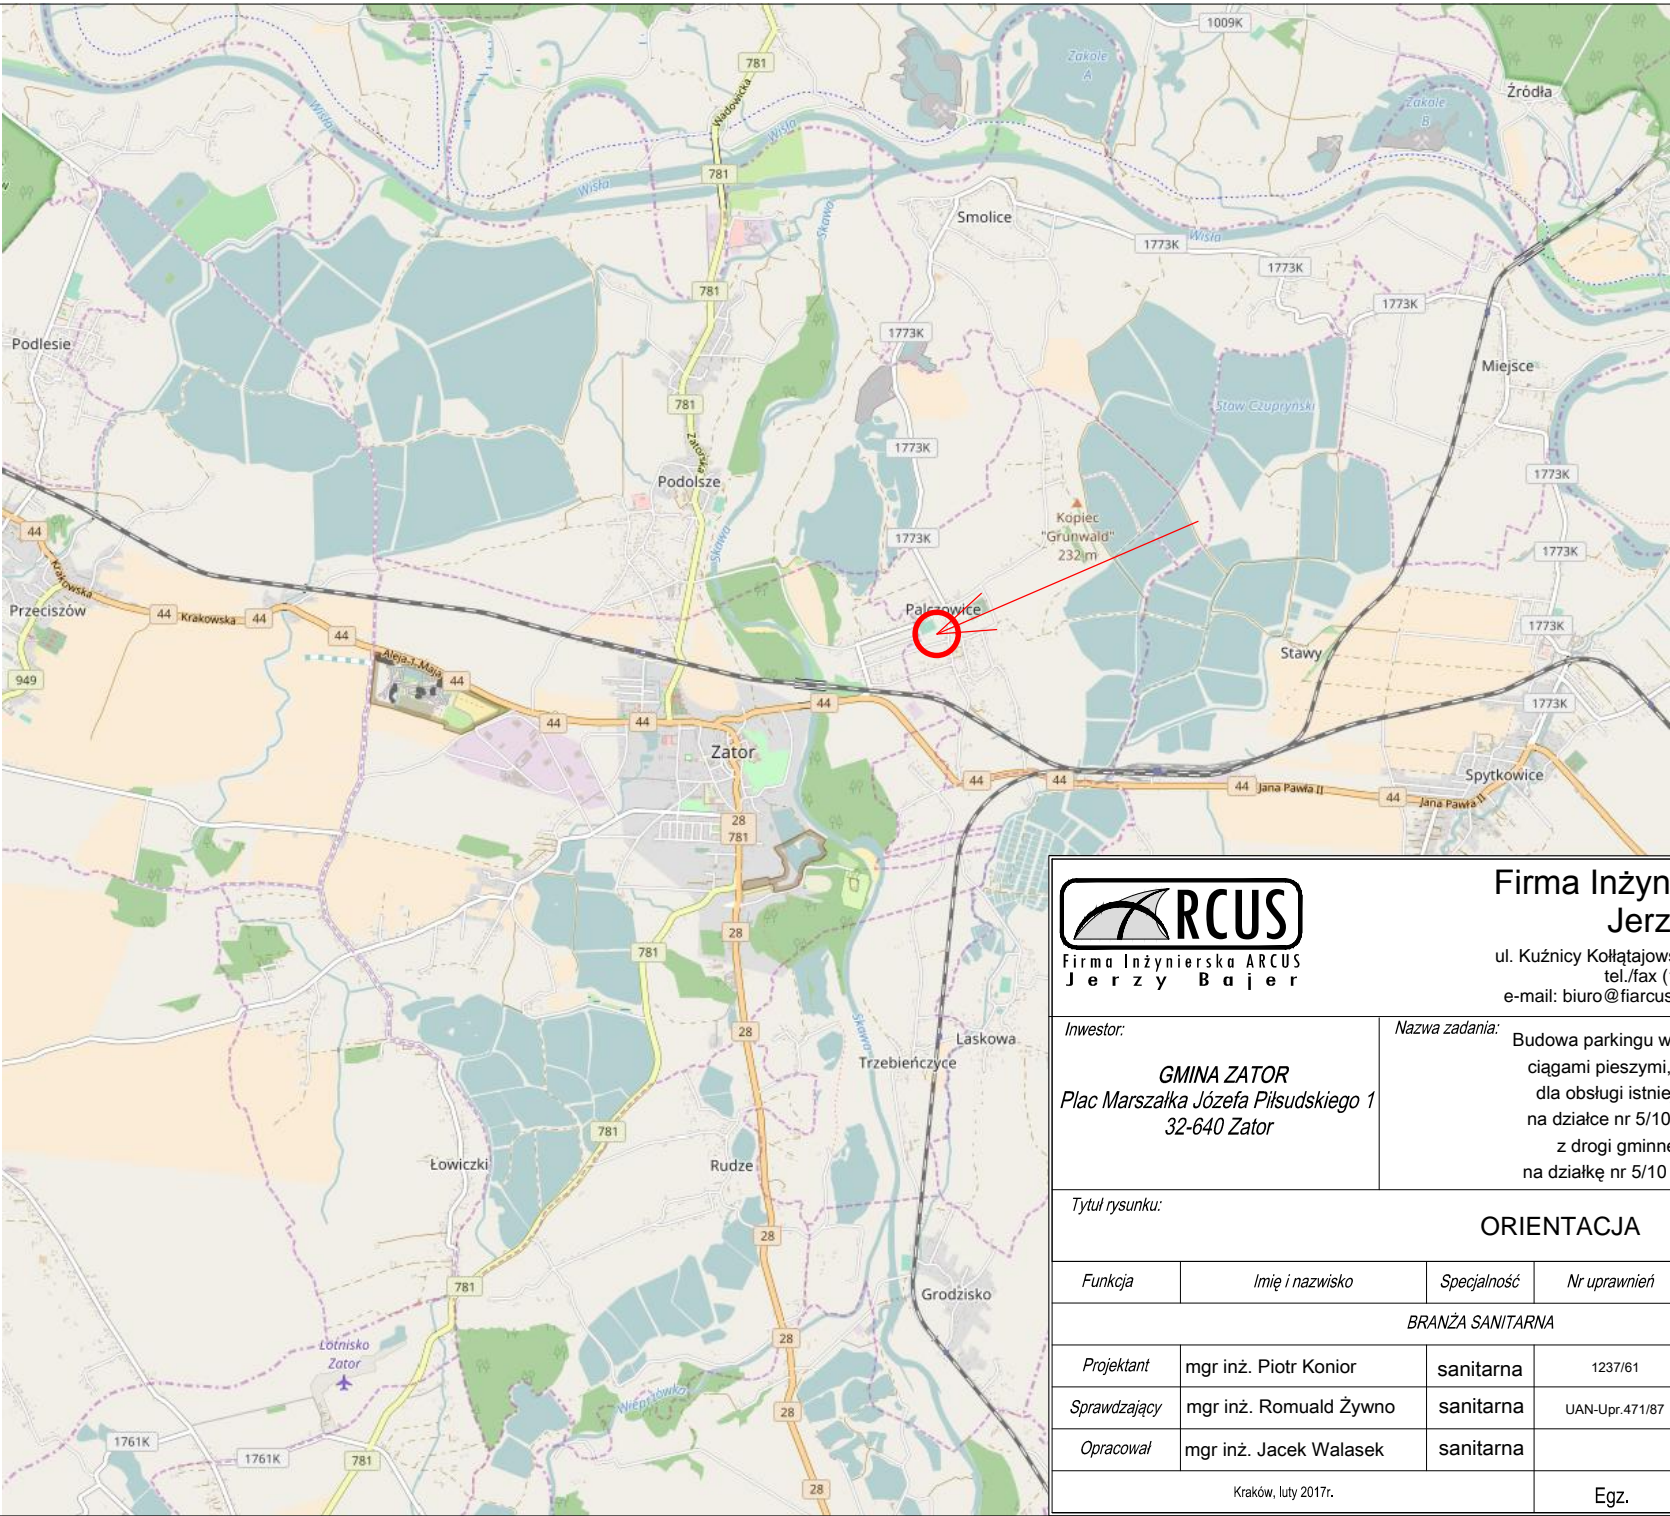 1009K
781
Zakole
A
Źródła
Zakole
B
Wadowicka
Wisła
Wisła
781
Wisła
Skawa
Smolice
Wisła
1773K
1773K
781
1773K
1773K
Podlesie
Miejsce
781
Staw Czupryński
Zatorska
1773K
1773K
Podolsze
Kopiec
"Grunwald"
232 m
44
Skawa
1773K
1773K
Krakowska
Przeciszów
44
Krakowska
44
Palczowice
1773K
44
Stawy
Aleja 1 Maja
949
44
44
44
44
1773K
Zator
44
44
44
Jana Pawła II
44
Jana Pawła II
Spytkowice
28
781
28
781
Skawa
28
Laskowa
Trzebieńczyce
781
Łowiczki
Rudze
28
781
Grodzisko
Lotnisko
Zator
28
Wieprzówka
28
1761K
1761K
781
28
ARCUS
Firma Inżynierska ARCUS
Jerzy Bajer
Firma Inżyn
Jerz
ul. Kuźnicy Kołłątajows
tel./fax (
e-mail: biuro@fiarcus
Inwestor:
GMINA ZATOR
Plac Marszałka Józefa Piłsudskiego 1
32-640 Zator
Nazwa zadania:
Budowa parkingu w
ciągami pieszymi,
dla obsługi istnie
na działce nr 5/10
z drogi gminne
na działkę nr 5/10
Tytuł rysunku:
ORIENTACJA
Funkcja Imię i nazwisko Specjalność Nr uprawnień
BRANŻA SANITARNA
Projektant mgr inż. Piotr Konior sanitarna 1237/61
Sprawdzający mgr inż. Romuald Żywno sanitarna UAN-Upr.471/87
Opracował mgr inż. Jacek Walasek sanitarna
Kraków, luty 2017r. Egz.